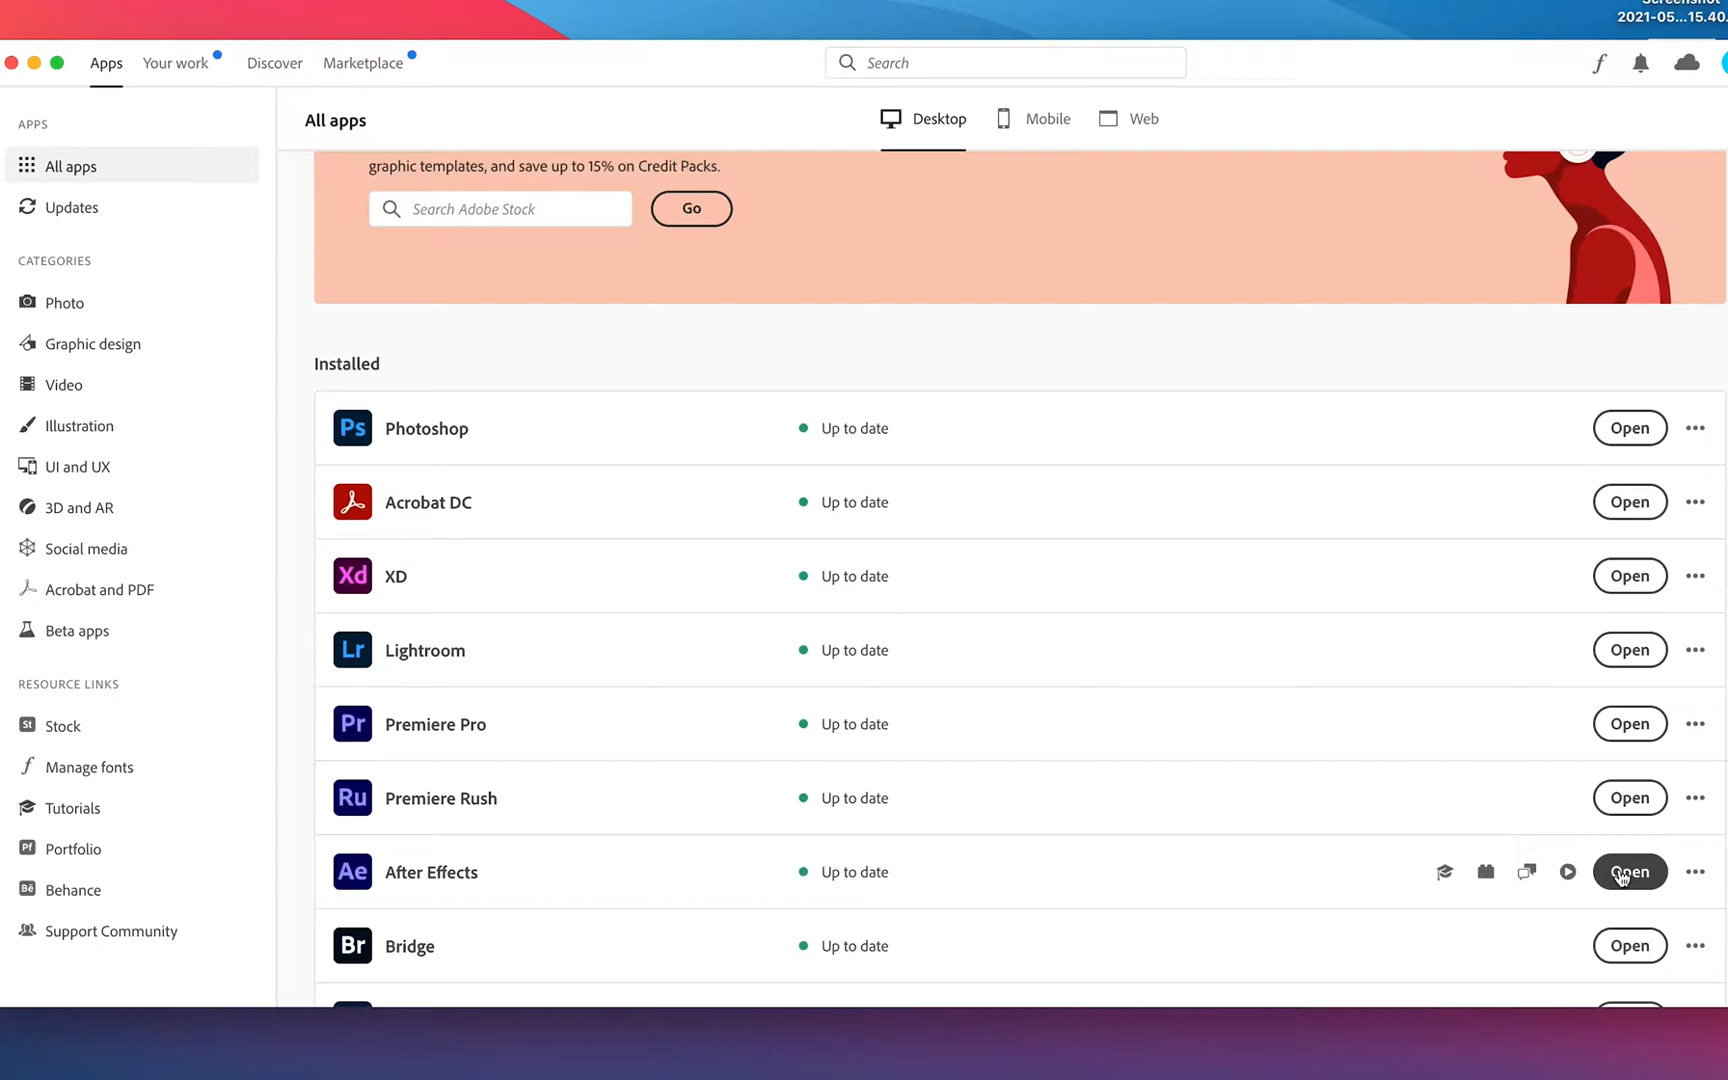 Screenshot
2021-05...15.40.
Apps
Your work
Discover
Marketplace
Search
APPS
All apps
Updates
CATEGORIES
Photo
Graphic design
Video
Illustration
UI and UX
3D and AR
Social media
Acrobat and PDF
Beta apps
RESOURCE LINKS
St Stock
Manage fonts
Tutorials
Pf Portfolio
Bē Behance
Support Community
All apps
Desktop
Mobile
Web
graphic templates, and save up to 15% on Credit Packs.
Search Adobe Stock
Go
Installed
Ps Photoshop Up to date Open
Acrobat DC Up to date Open
Xd XD Up to date Open
Lr Lightroom Up to date Open
Pr Premiere Pro Up to date Open
Ru Premiere Rush Up to date Open
Ae After Effects Up to date Open
Br Bridge Up to date Open